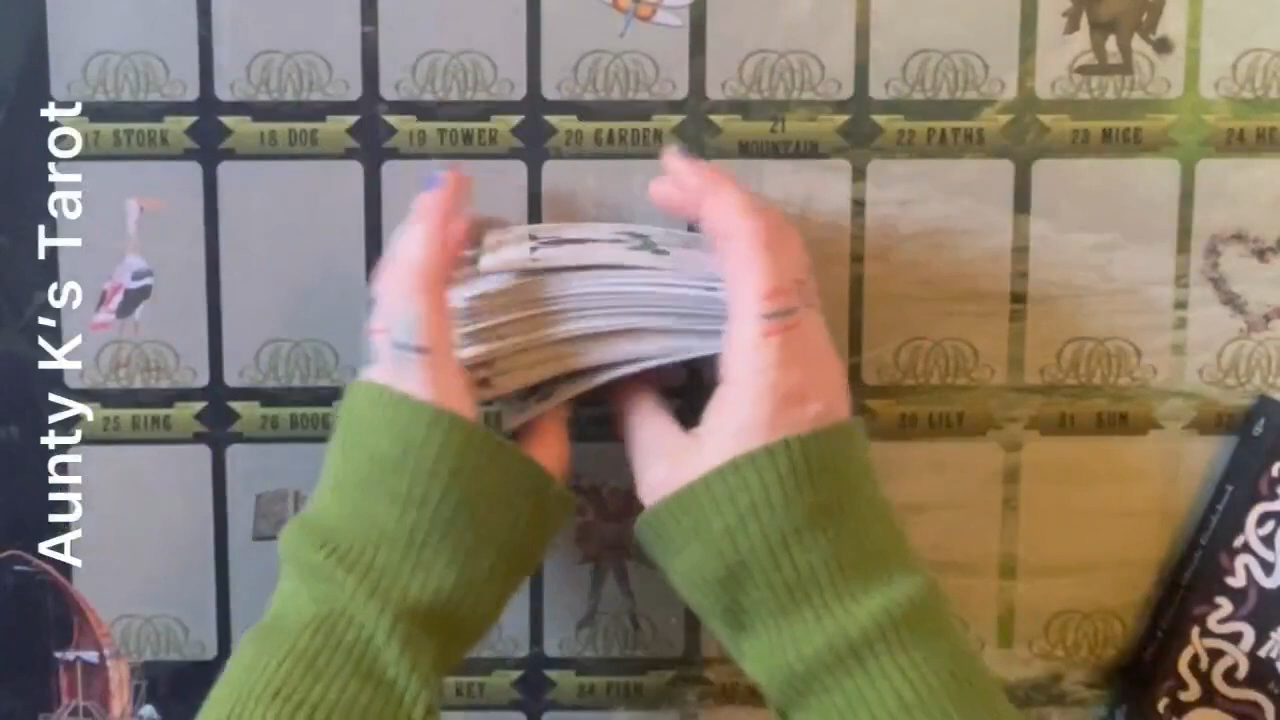 Aunty K's Tarot
17 STORK
18 DOG
19 TOWER
20 GARDEN
21 MOUNTAIN
22 PATHS
23 MICE
24
25 RING
26 BOOK
30 LILY
31 SUN
KEY
34 FISH